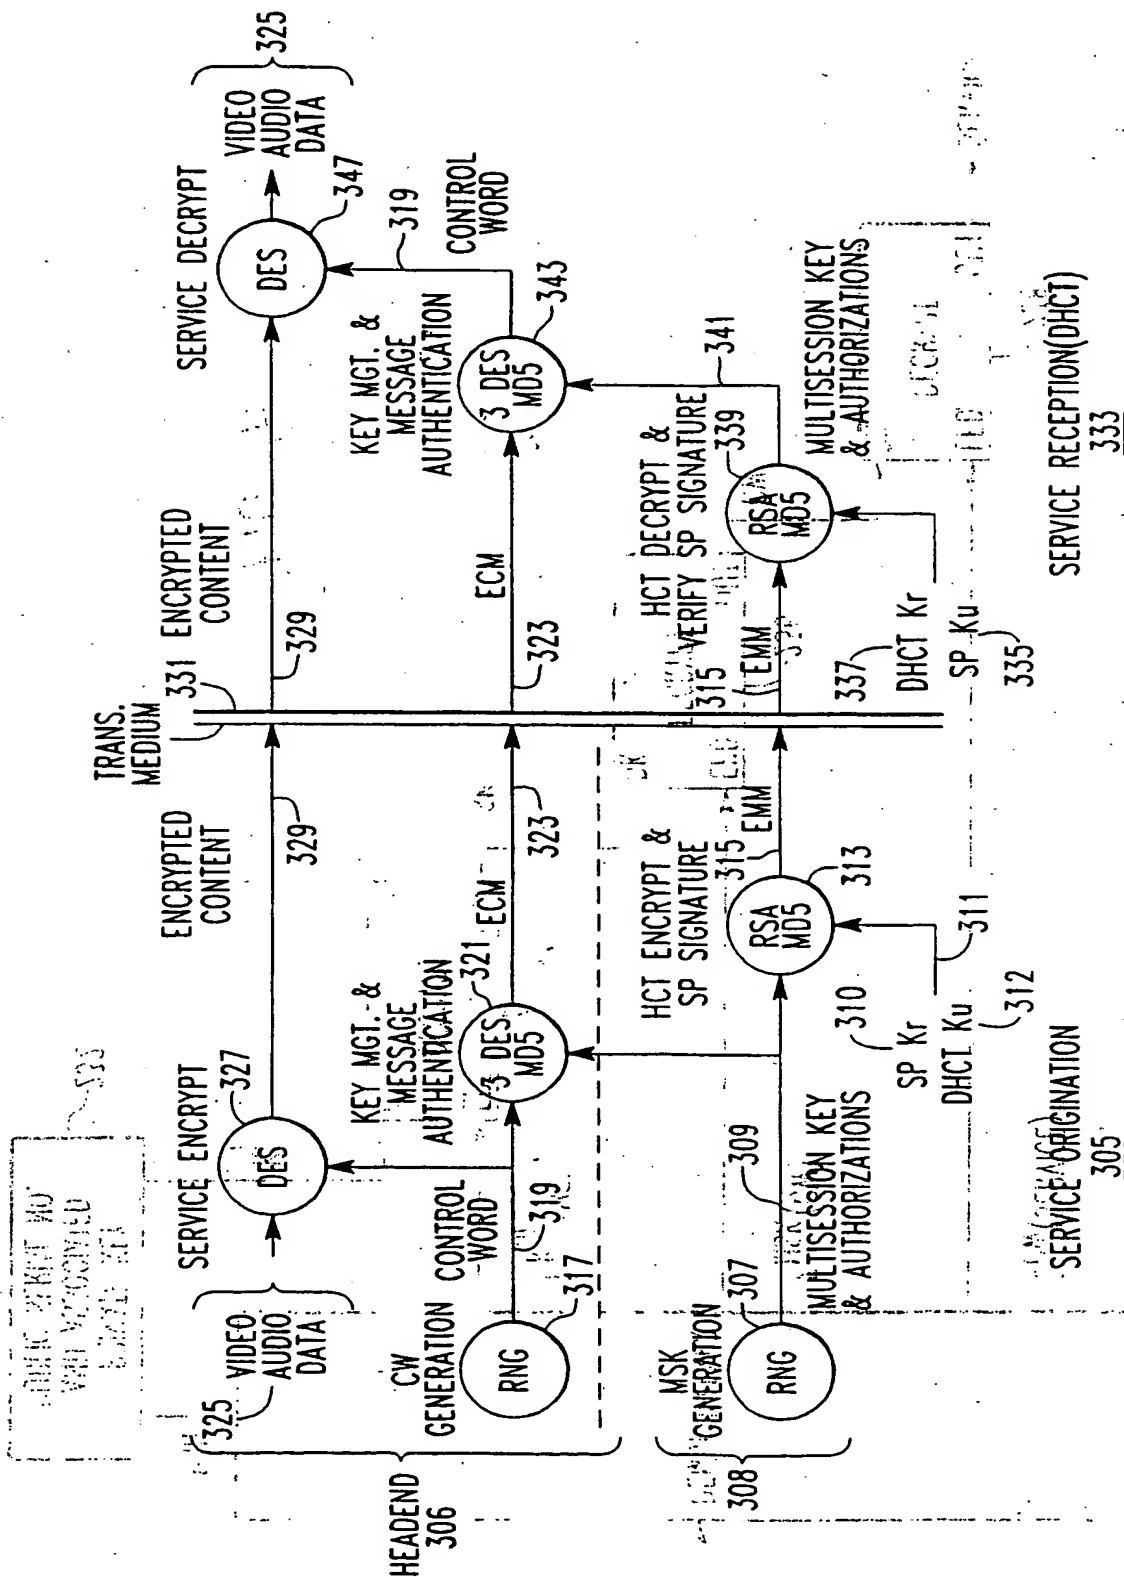 325
VIDEO
AUDIO
DATA
SERVICE ENCRYPT
327
DES
ENCRYPTED
CONTENT
329
TRANS.
MEDIUM
331
ENCRYPTED
CONTENT
329
SERVICE DECRYPT
DES
347
VIDEO
AUDIO
DATA
325
HEADEND
306
CW
GENERATION
RNG
317
CONTROL
WORD
319
KEY MGT. &
MESSAGE
AUTHENTICATION
321
3 DES
MD5
ECM
323
ECM
323
KEY MGT. &
MESSAGE
AUTHENTICATION
3 DES
MD5
343
319
CONTROL
WORD
308
MSK
GENERATION
307
RNG
309
MULTISESSION KEY
& AUTHORIZATIONS
HCT ENCRYPT &
SP SIGNATURE
RSA
MD5
313
315
EMM
310
SP Kr
DHCT Ku
312
311
315
EMM
HCT DECRYPT &
VERIFY SP SIGNATURE
339
RSA
MD5
341
MULTISESSION KEY
& AUTHORIZATIONS
337
DHCT Kr
SP Ku
335
SERVICE ORIGINATION
305
SERVICE RECEPTION(DHCT)
333